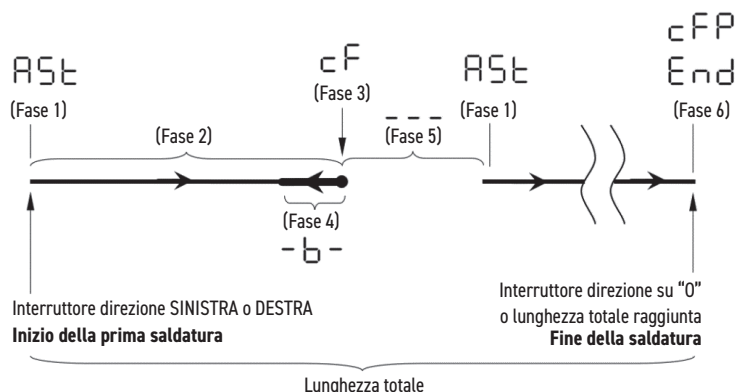 cFP
ASt
cF
ASt
End
(Fase 1)
(Fase 3)
(Fase 1)
(Fase 6)
(Fase 2)
- - -
(Fase 5)
(Fase 4)
-b-
Interruttore direzione SINISTRA o DESTRA
Inizio della prima saldatura
Interruttore direzione su “0”
o lunghezza totale raggiunta
Fine della saldatura
Lunghezza totale